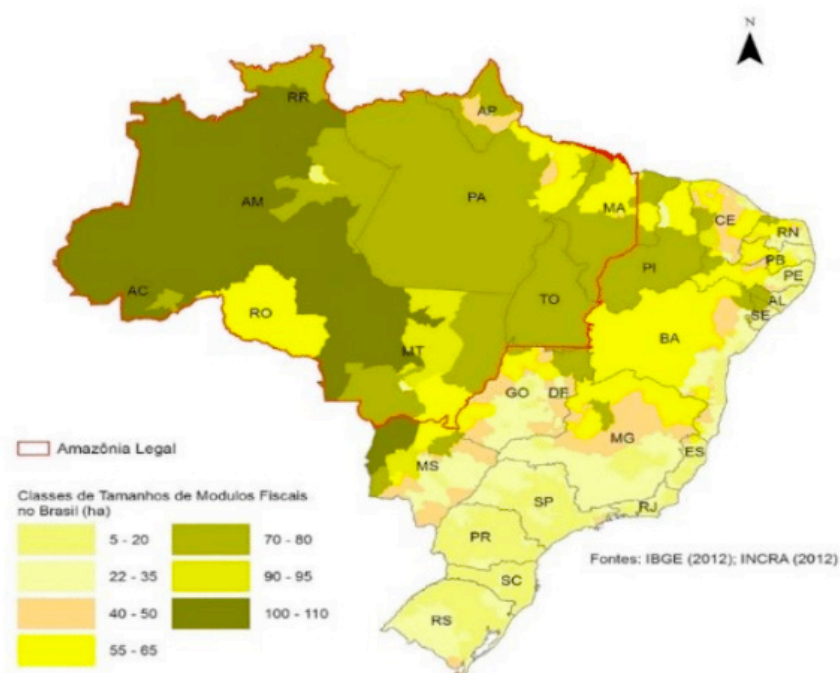 N
RR
AP
AM
PA
MA
CE
RN
PB
PE
AL
SE
PI
AC
RO
TO
MT
BA
GO
DF
MG
ES
MS
SP
RJ
PR
SC
RS
Amazônia Legal
Classes de Tamanhos de Modulos Fiscais
no Brasil (ha)
5 - 20
22 - 35
40 - 50
55 - 65
70 - 80
90 - 95
100 - 110
Fontes: IBGE (2012); INCRA (2012)